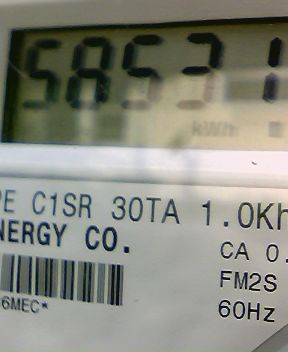 58531
kWh
PE C1SR 30TA 1.0Kh
NERGY CO.
CA 0.
FM2S
6MEC*
60Hz